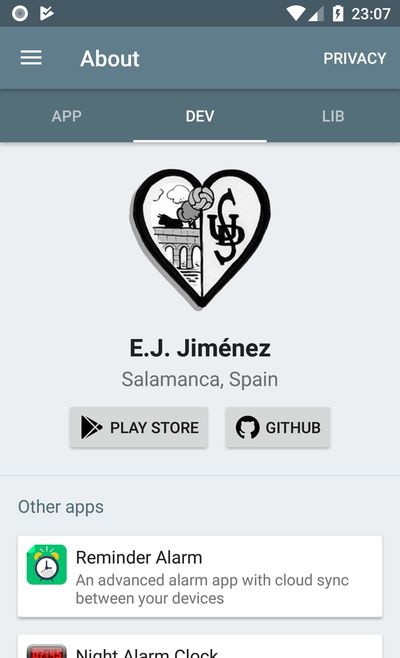 23:07
About
PRIVACY
APP
DEV
LIB
E.J. Jiménez
Salamanca, Spain
PLAY STORE
GITHUB
Other apps
Reminder Alarm
An advanced alarm app with cloud sync
between your devices
Night Alarm Clock